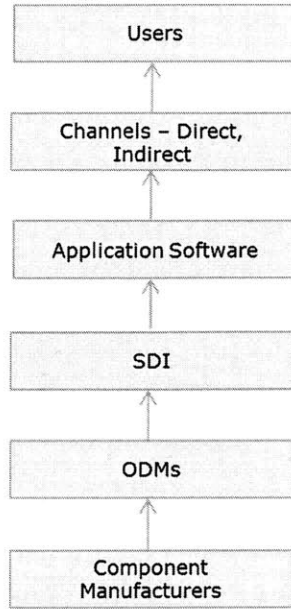 Users
Channels – Direct,
Indirect
Application Software
SDI
ODMs
Component
Manufacturers